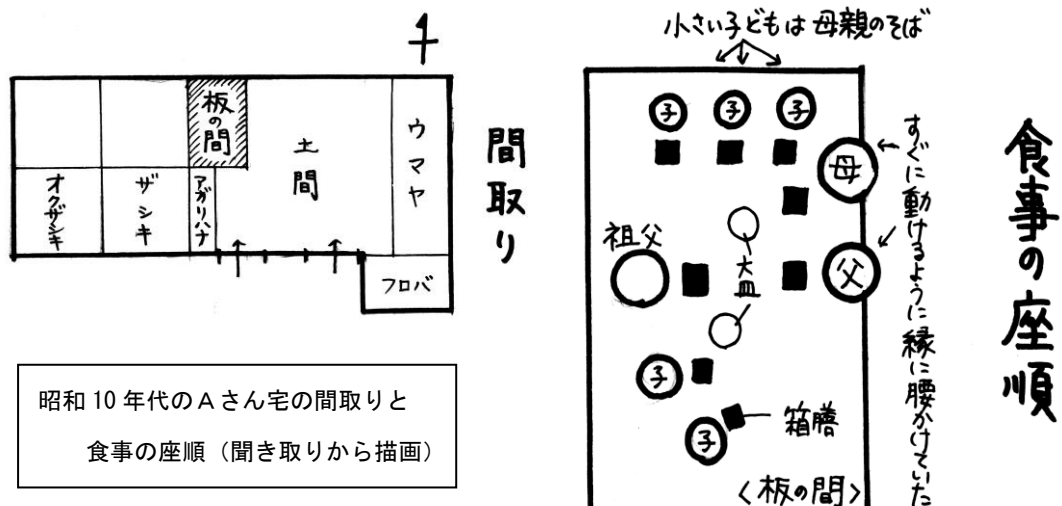 間取り
板の間
土間
ウマヤ
オクザシキ
ザシキ
アガリハナ
フロバ
昭和10年代のAさん宅の間取りと
食事の座順（聞き取りから描画）
食事の座順
小さい子どもは母親のそば
子
子
子
母
すぐに動けるように縁に腰かけていた
祖父
大皿
父
子
箱膳
子
〈板の間〉